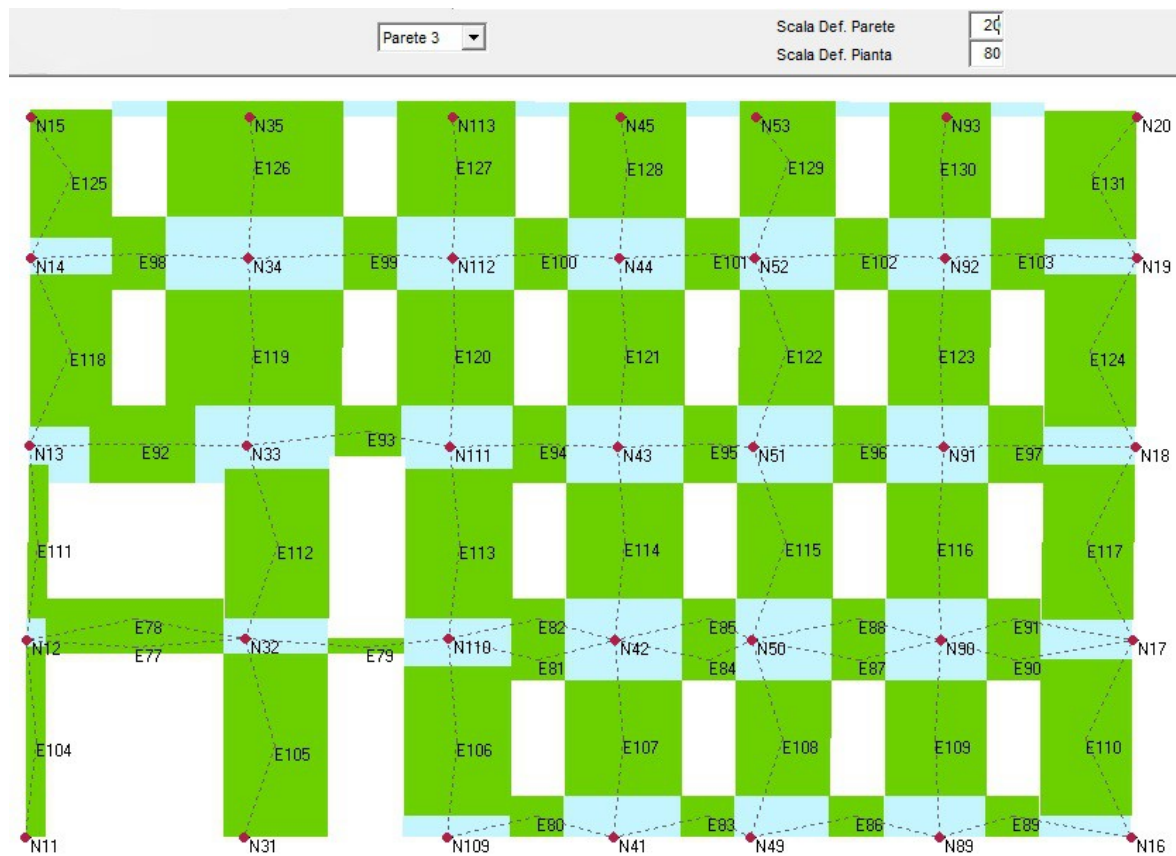 Parete 3
Scala Def. Parete 20
Scala Def. Pianta 80
N15 N35 N113 N45 N53 N93 N20
E125 E126 E127 E128 E129 E130 E131
N14 E98 N34 E99 N112 E100 N44 E101 N52 E102 N92 E103 N19
E118 E119 E120 E121 E122 E123 E124
E93
N13 E92 N33 N111 E94 N43 E95 N51 E96 N91 E97 N18
E111 E112 E113 E114 E115 E116 E117
E78 E82 E85 E88 E91
N12 N32 N110 N42 N50 N90 N17
E77 E79 E81 E84 E87 E90
E104 E105 E106 E107 E108 E109 E110
E80 E83 E86 E89
N11 N31 N109 N41 N49 N89 N16